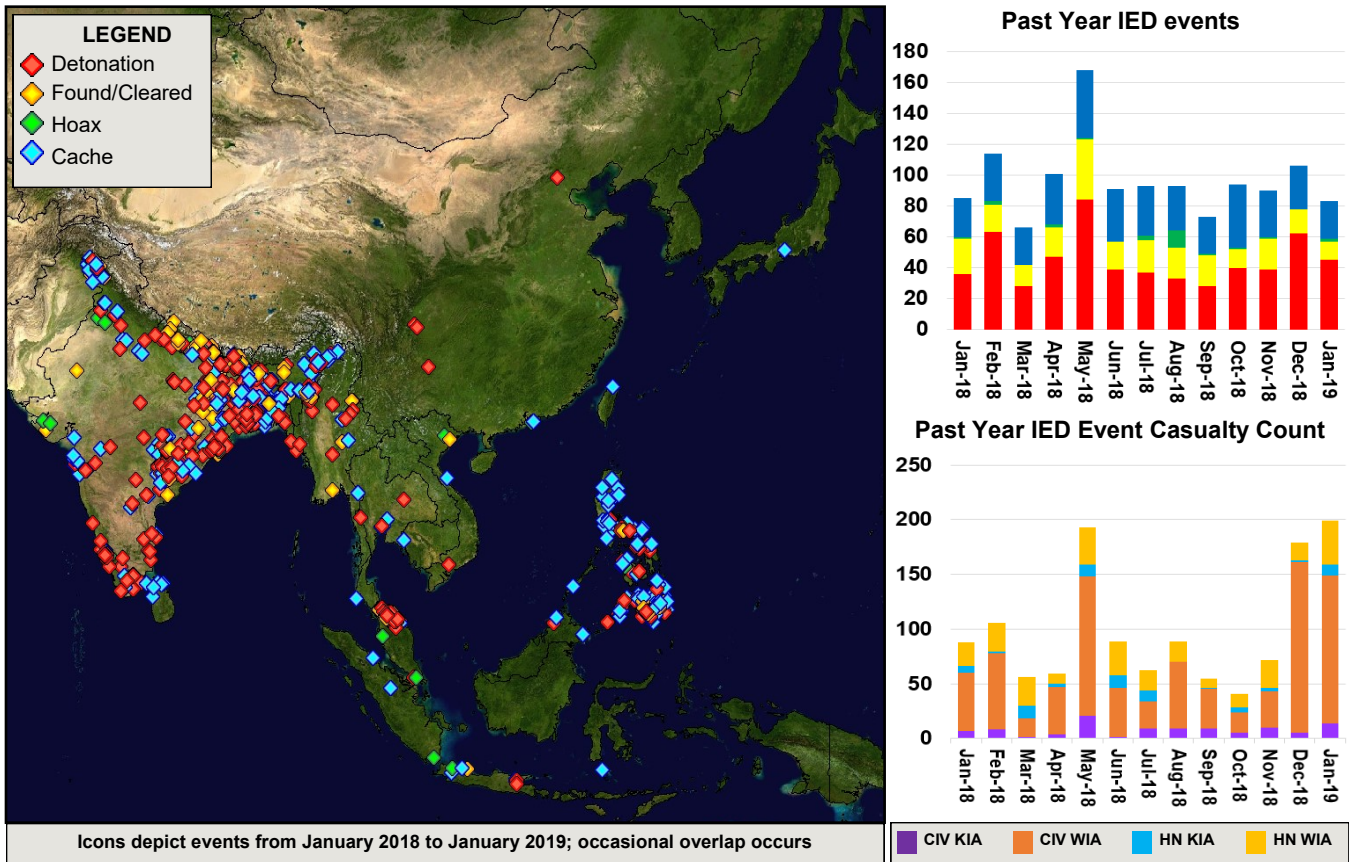 LEGEND
Detonation
Found/Cleared
Hoax
Cache
Icons depict events from January 2018 to January 2019; occasional overlap occurs
Past Year IED events
180
160
140
120
100
80
60
40
20
0
Jan-18
Feb-18
Mar-18
Apr-18
May-18
Jun-18
Jul-18
Aug-18
Sep-18
Oct-18
Nov-18
Dec-18
Jan-19
Past Year IED Event Casualty Count
250
200
150
100
50
0
Jan-18
Feb-18
Mar-18
Apr-18
May-18
Jun-18
Jul-18
Aug-18
Sep-18
Oct-18
Nov-18
Dec-18
Jan-19
CIV KIA CIV WIA HN KIA HN WIA